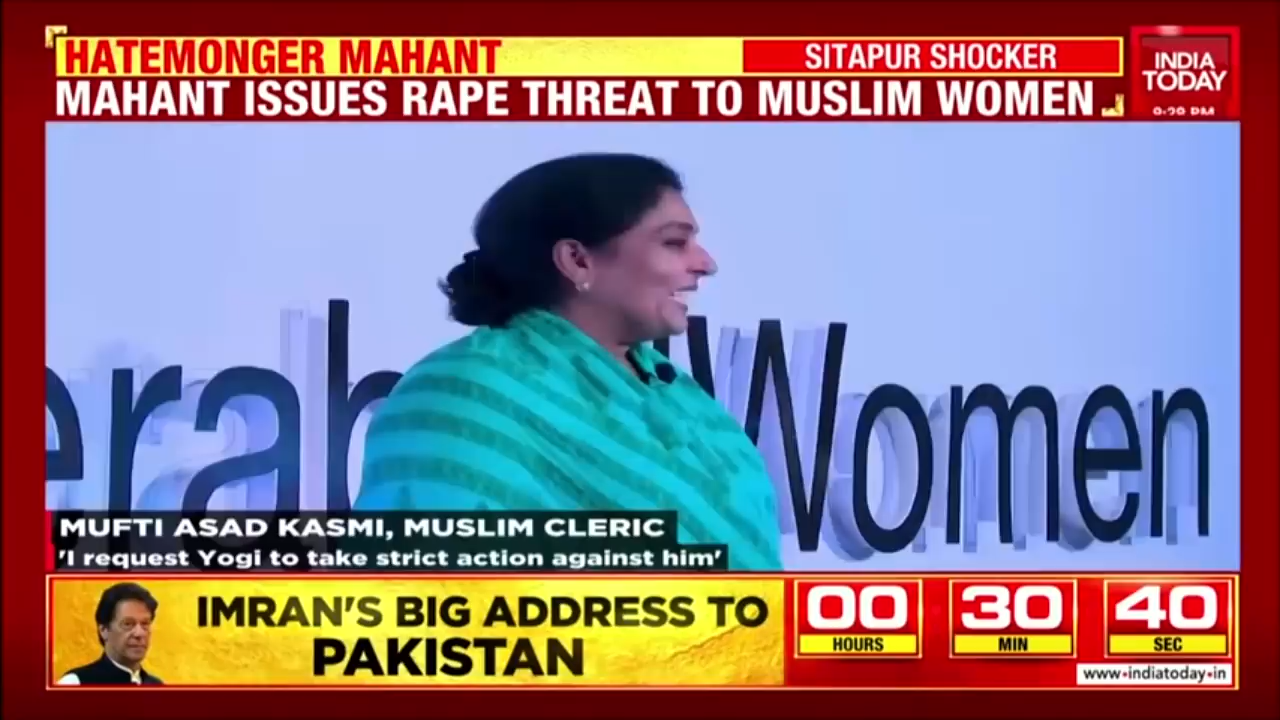 HATEMONGER MAHANT
SITAPUR SHOCKER
MAHANT ISSUES RAPE THREAT TO MUSLIM WOMEN
INDIA
TODAY
Women
MUFTI ASAD KASMI, MUSLIM CLERIC
'I request Yogi to take strict action against him'
IMRAN'S BIG ADDRESS TO
PAKISTAN
00
HOURS
30
MIN
40
SEC
www.indiatoday.in